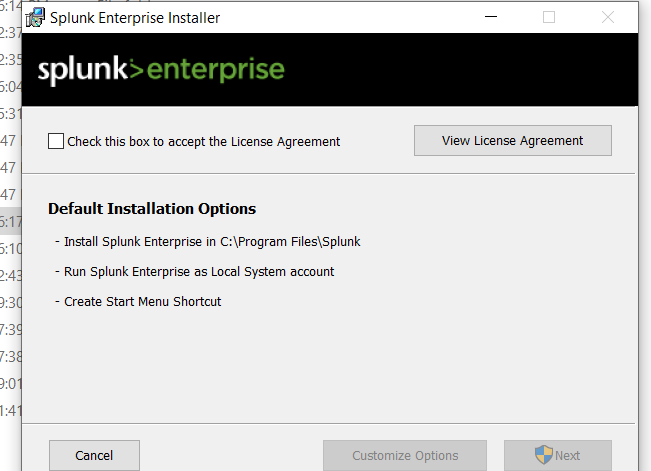 Splunk Enterprise Installer
splunk>enterprise
Check this box to accept the License Agreement
View License Agreement
Default Installation Options
- Install Splunk Enterprise in C:\Program Files\Splunk
- Run Splunk Enterprise as Local System account
- Create Start Menu Shortcut
Cancel
Customize Options
Next